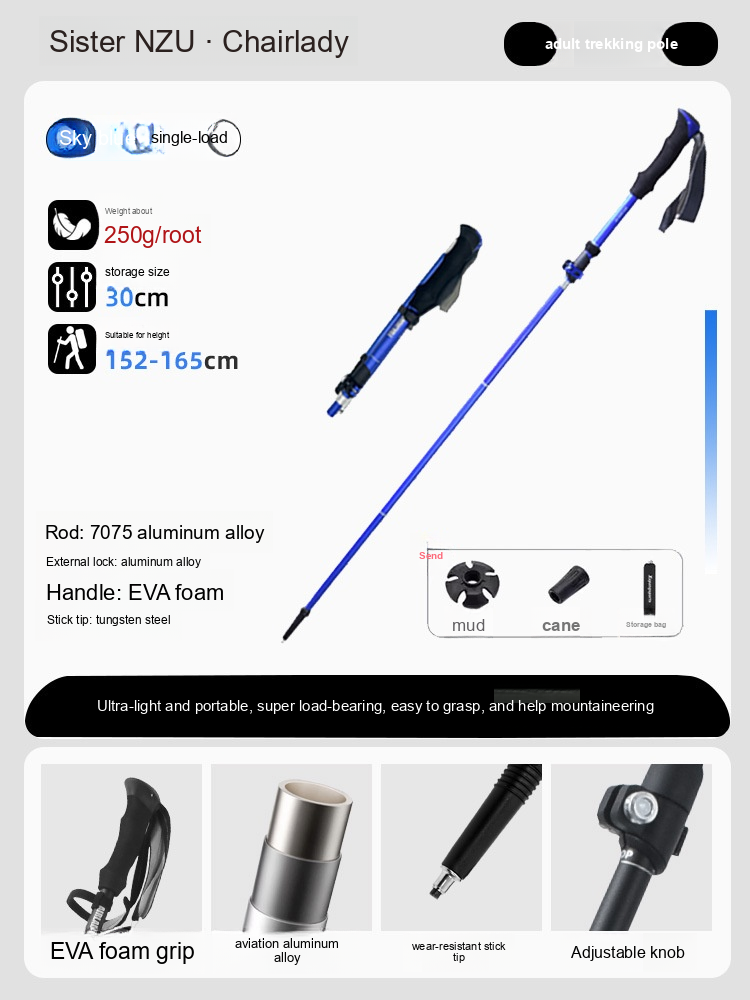 Sister NZU · Chairlady
adult trekking pole
Sky
single-load
Weight about
250g/root
storage size
30cm
Suitable for height
152-165cm
Rod: 7075 aluminum alloy
External lock: aluminum alloy
Handle: EVA foam
Stick tip: tungsten steel
Send
mud
cane
Storage bag
Ultra-light and portable, super load-bearing, easy to grasp, and help mountaineering
EVA foam grip
aviation aluminum
alloy
wear-resistant stick
tip
Adjustable knob